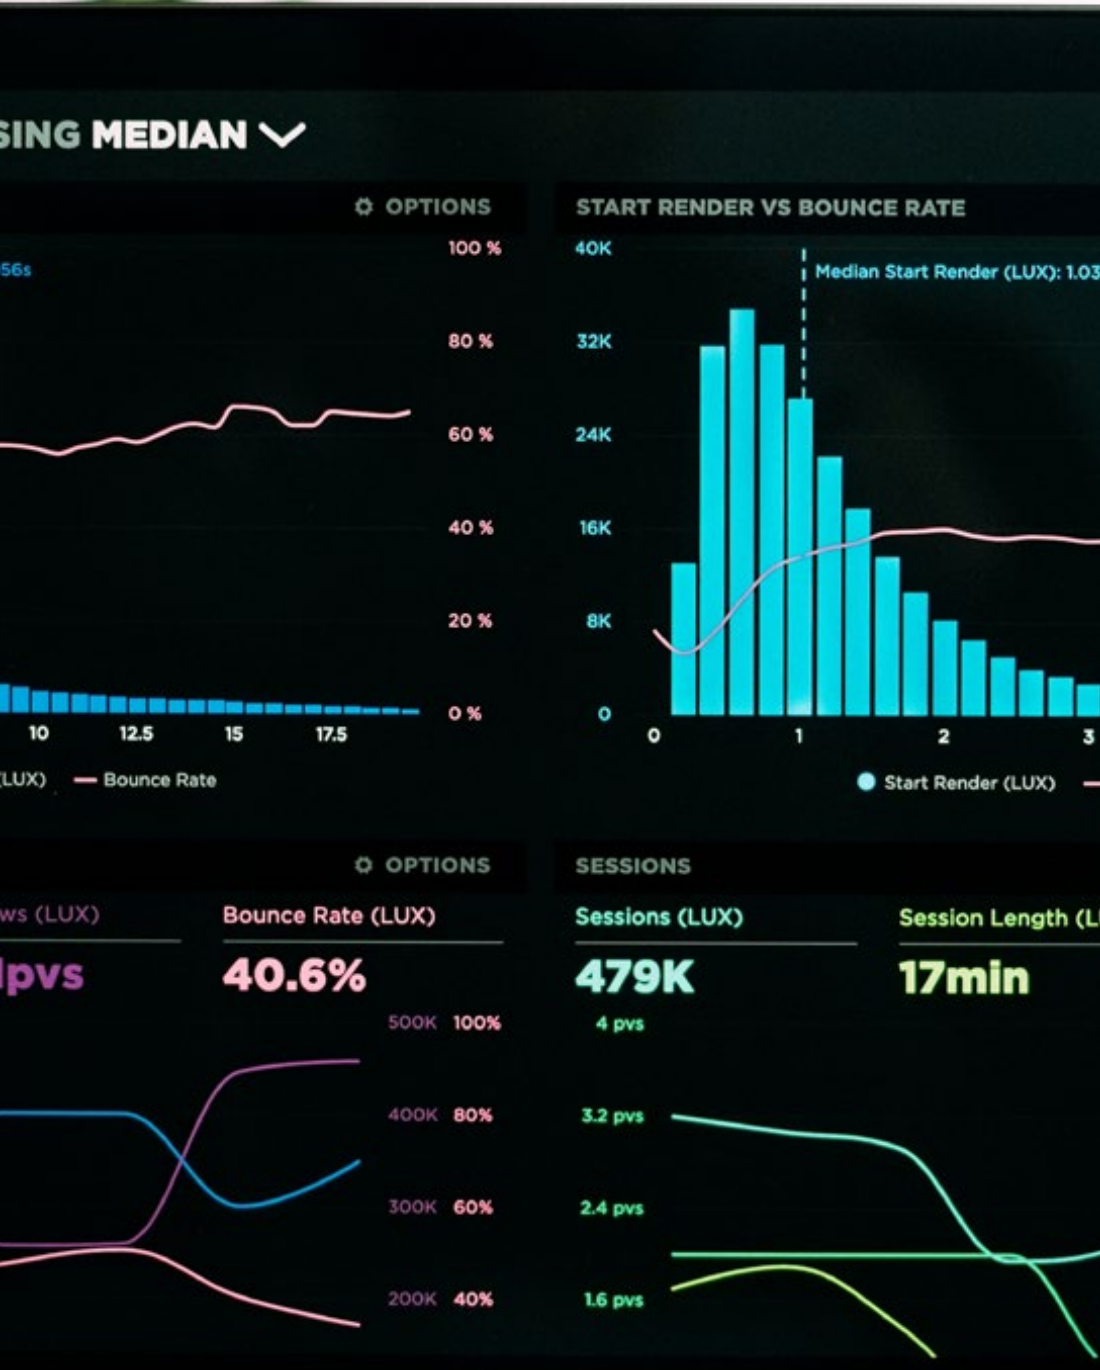 SING MEDIAN
OPTIONS
56s
100 %
80 %
60 %
40 %
20 %
0 %
10 12.5 15 17.5
(LUX) Bounce Rate
START RENDER VS BOUNCE RATE
40K
Median Start Render (LUX): 1.03
32K
24K
16K
8K
0
0 1 2 3
Start Render (LUX)
OPTIONS
ws (LUX) Bounce Rate (LUX)
pvs 40.6%
500K 100%
400K 80%
300K 60%
200K 40%
SESSIONS
Sessions (LUX) Session Length (LU
479K 17min
4 pvs
3.2 pvs
2.4 pvs
1.6 pvs